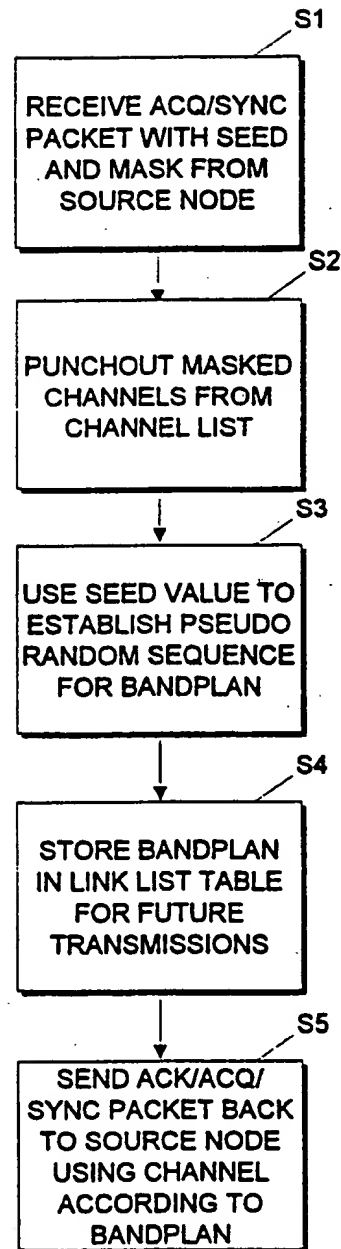 S1
RECEIVE ACQ/SYNC
PACKET WITH SEED
AND MASK FROM
SOURCE NODE
S2
PUNCHOUT MASKED
CHANNELS FROM
CHANNEL LIST
S3
USE SEED VALUE TO
ESTABLISH PSEUDO
RANDOM SEQUENCE
FOR BANDPLAN
S4
STORE BANDPLAN
IN LINK LIST TABLE
FOR FUTURE
TRANSMISSIONS
S5
SEND ACK/ACQ/
SYNC PACKET BACK
TO SOURCE NODE
USING CHANNEL
ACCORDING TO
BANDPLAN